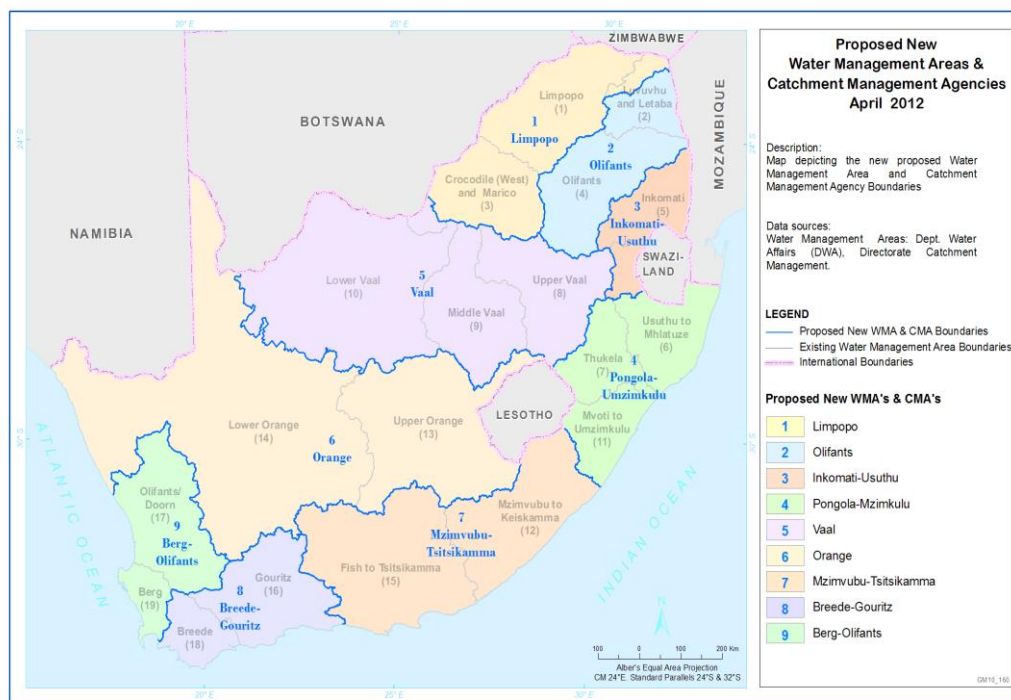 20° E
25° E
30° E
ZIMBWABWE
BOTSWANA
MOZAMBIQUE
NAMIBIA
24° S
24° S
Limpopo
(1)
1
Limpopo
Luvuvhu
and Letaba
(2)
2
Olifants
Olifants
(4)
Crocodile (West)
and Marico
(3)
Inkomati
(5)
3
Inkomati-
Usuthu
SWAZI-
LAND
Lower Vaal
(10)
5
Vaal
Upper Vaal
(8)
Middle Vaal
(9)
Usuthu to
Mhlatuze
(6)
Thukela
(7)
4
Pongola-
Umzimkulu
LESOTHO
Mvoti to
Umzimkulu
(11)
30° S
30° S
Lower Orange
(14)
Upper Orange
(13)
6
Orange
ATLANTIC OCEAN
INDIAN OCEAN
Olifants/
Doorn
(17)
9
Berg-
Olifants
Mzimvubu to
Keiskamma
(12)
7
Mzimvubu-
Tsitsikamma
Fish to Tsitsikamma
(15)
Gouritz
(16)
8
Breede-
Gouritz
Berg
(19)
Breede
(18)
N
100 0 100 200 Km
Alber's Equal Area Projection
CM 24°E. Standard Parallels 24°S & 32°S
20° E
25° E
30° E
Proposed New
Water Management Areas &
Catchment Management Agencies
April 2012
Description:
Map depicting the new proposed Water
Management Area and Catchment
Management Agency Boundaries
Data sources:
Water Management Areas: Dept. Water
Affairs (DWA), Directorate Catchment
Management.
LEGEND
Proposed New WMA & CMA Boundaries
Existing Water Management Area Boundaries
International Boundaries
Proposed New WMA's & CMA's
1 Limpopo
2 Olifants
3 Inkomati-Usuthu
4 Pongola-Mzimkulu
5 Vaal
6 Orange
7 Mzimvubu-Tsitsikamma
8 Breede-Gouritz
9 Berg-Olifants
GM10_160